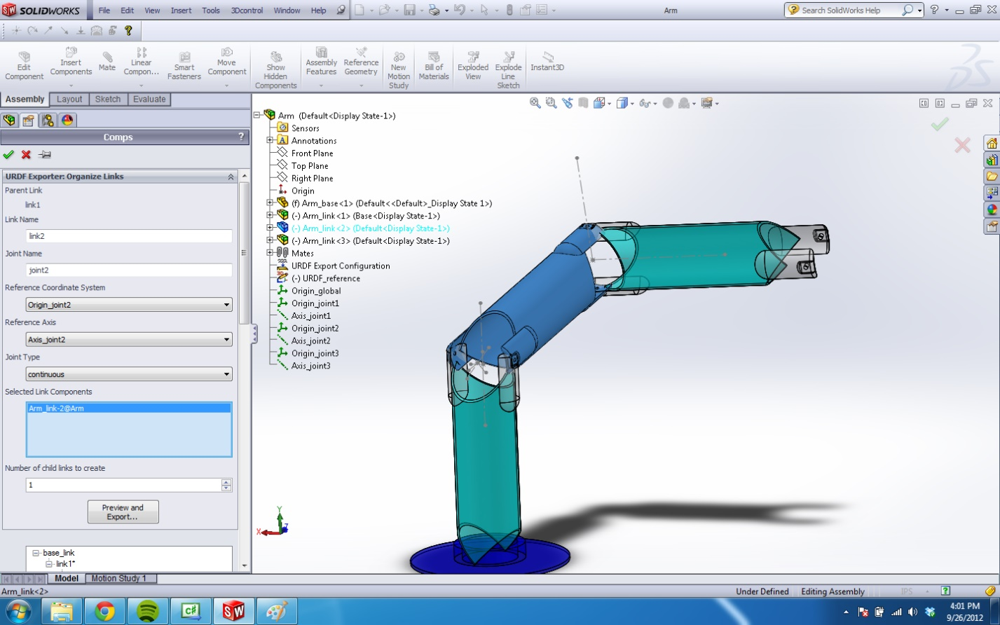 SOLIDWORKS File Edit View Insert Tools 3Dcontrol Window Help Arm Search SolidWorks Help
Edit Component
Insert Components
Mate
Linear Compon...
Smart Fasteners
Move Component
Show Hidden Components
Assembly Features
Reference Geometry
New Motion Study
Bill of Materials
Exploded View
Explode Line Sketch
Instant3D
Assembly Layout Sketch Evaluate
Comps ?
URDF Exporter: Organize Links
Parent Link
link1
Link Name
link2
Joint Name
joint2
Reference Coordinate System
Origin_joint2
Reference Axis
Axis_joint2
Joint Type
continuous
Selected Link Components
Arm_link-2@Arm
Number of child links to create
1
Preview and
Export...
base_link
link1*
Arm (Default<Display State-1>)
Sensors
Annotations
Front Plane
Top Plane
Right Plane
Origin
(f) Arm_base<1> (Default<<Default>_Display State 1>)
(-) Arm_link<1> (Base<Display State-1>)
(-) Arm_link<2> (Default<Display State-1>)
(-) Arm_link<3> (Default<Display State-1>)
Mates
URDF Export Configuration
(-) URDF_reference
Origin_global
Origin_joint1
Axis_joint1
Origin_joint2
Axis_joint2
Origin_joint3
Axis_joint3
Y
X Z
Model Motion Study 1
Arm_link<2> Under Defined Editing Assembly IPS
4:01 PM
9/26/2012